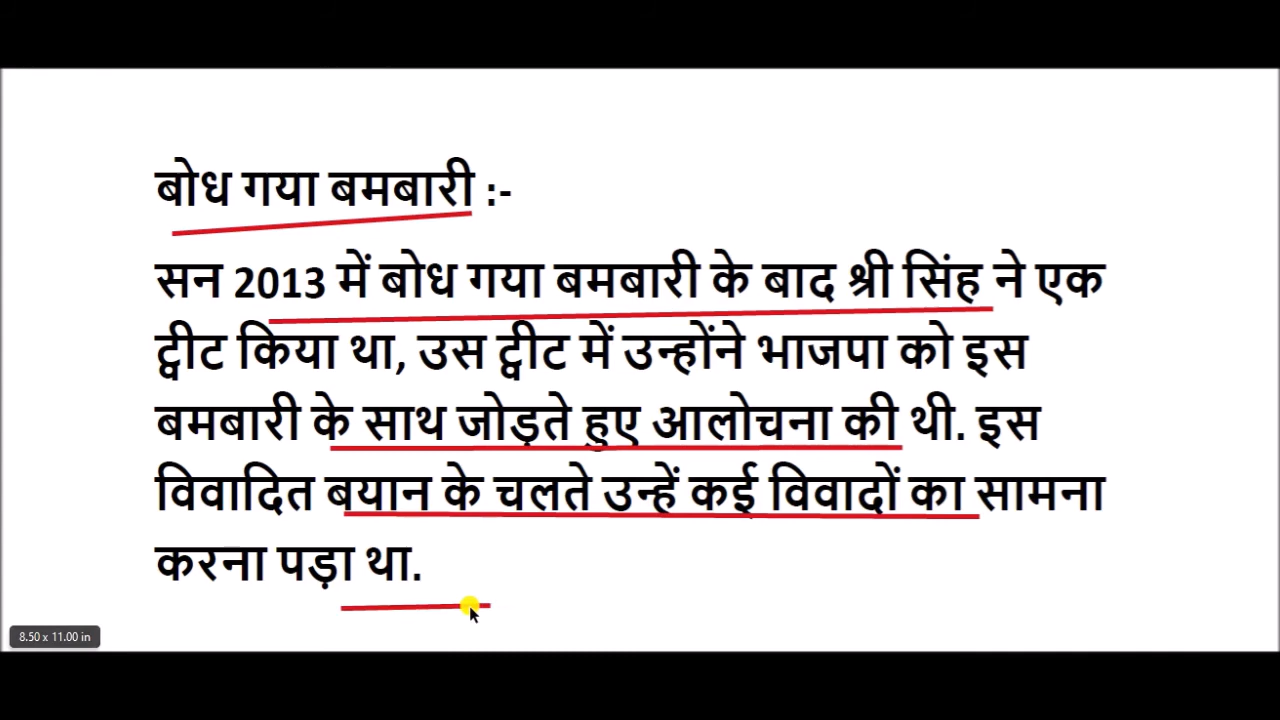 बोध गया बमबारी :-
सन 2013 में बोध गया बमबारी के बाद श्री सिंह ने एक
ट्वीट किया था, उस ट्वीट में उन्होंने भाजपा को इस
बमबारी के साथ जोड़ते हुए आलोचना की थी. इस
विवादित बयान के चलते उन्हें कई विवादों का सामना
करना पड़ा था.
8.50 x 11.00 in